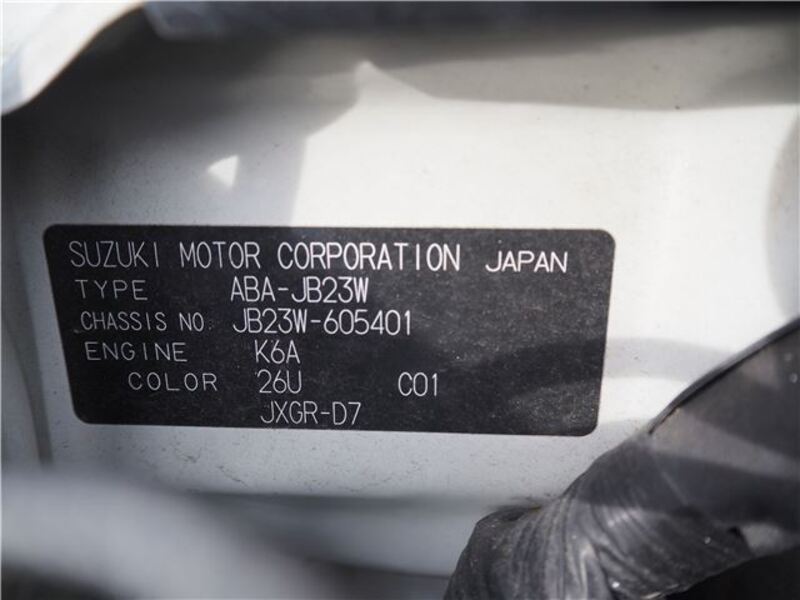 SUZUKI MOTOR CORPORATION JAPAN
TYPE ABA-JB23W
CHASSIS NO. JB23W-605401
ENGINE K6A
COLOR 26U C01
JXGR-D7